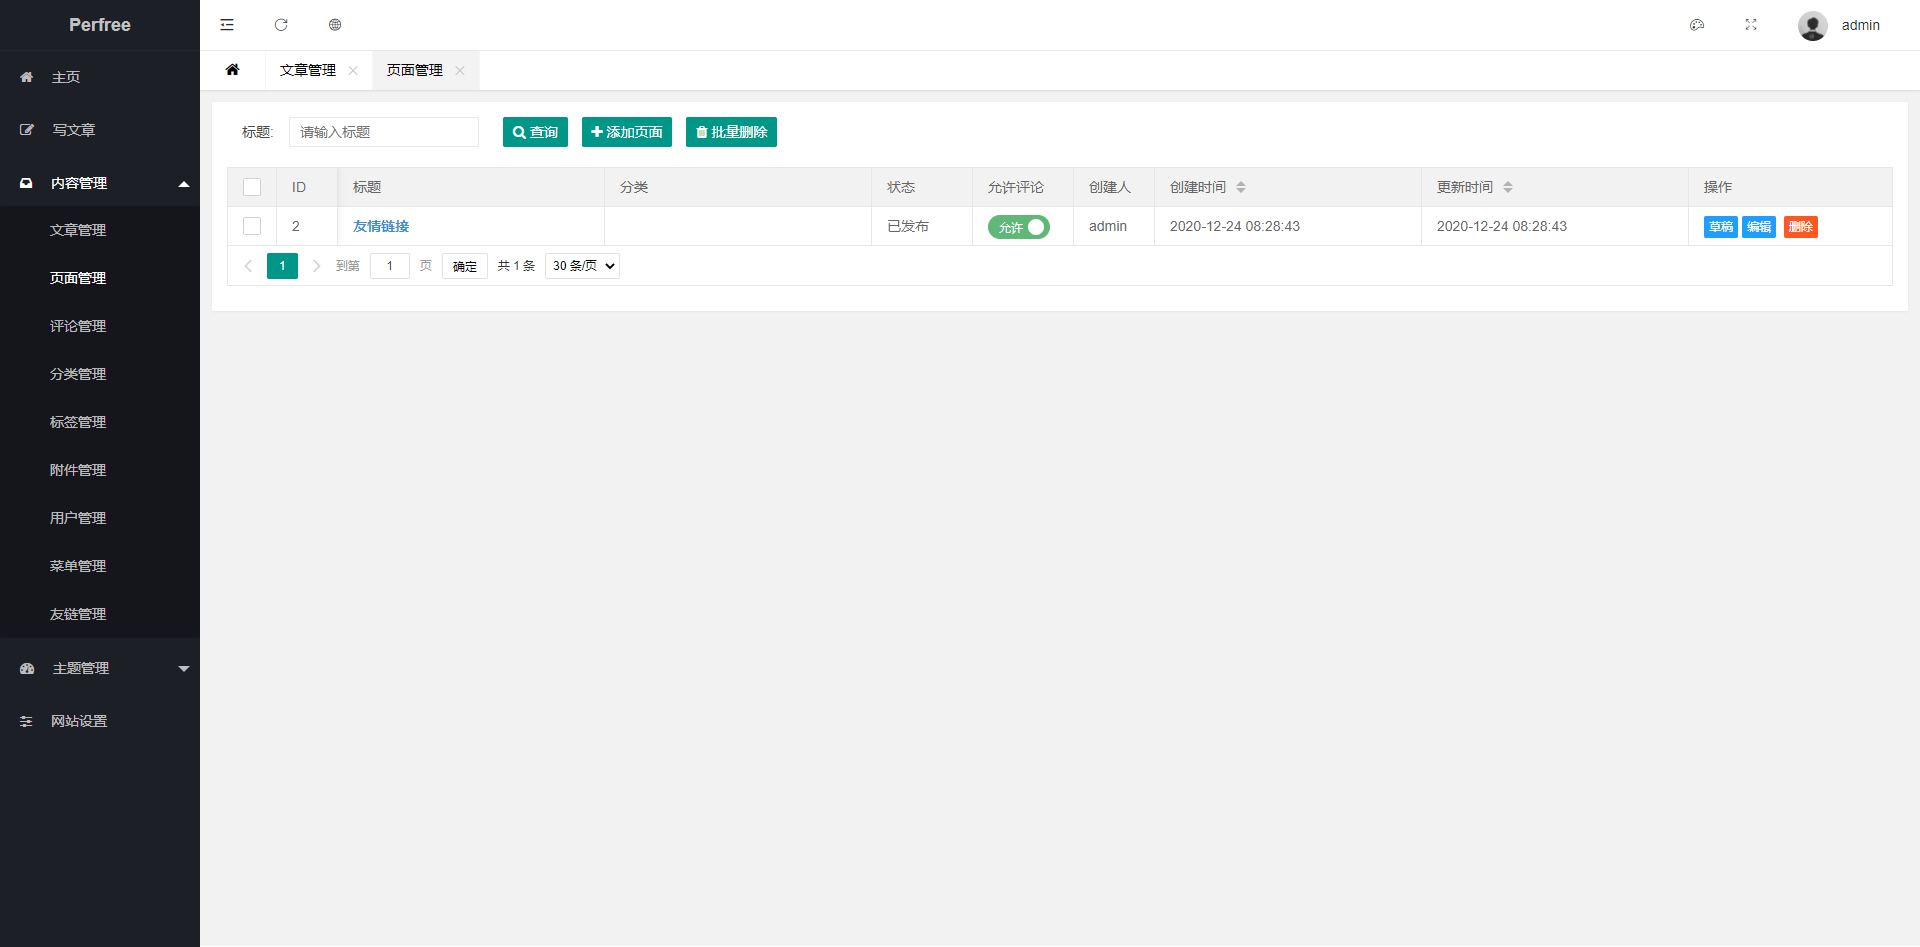 Perfree
admin
主页
写文章
内容管理
文章管理
页面管理
评论管理
分类管理
标签管理
附件管理
用户管理
菜单管理
友链管理
主题管理
网站设置
文章管理 页面管理
标题: 请输入标题 查询 添加页面 批量删除
ID 标题 分类 状态 允许评论 创建人 创建时间 更新时间 操作
2 友情链接 已发布 允许 admin 2020-12-24 08:28:43 2020-12-24 08:28:43 草稿 编辑 删除
1 到第 1 页 确定 共 1 条 30 条/页